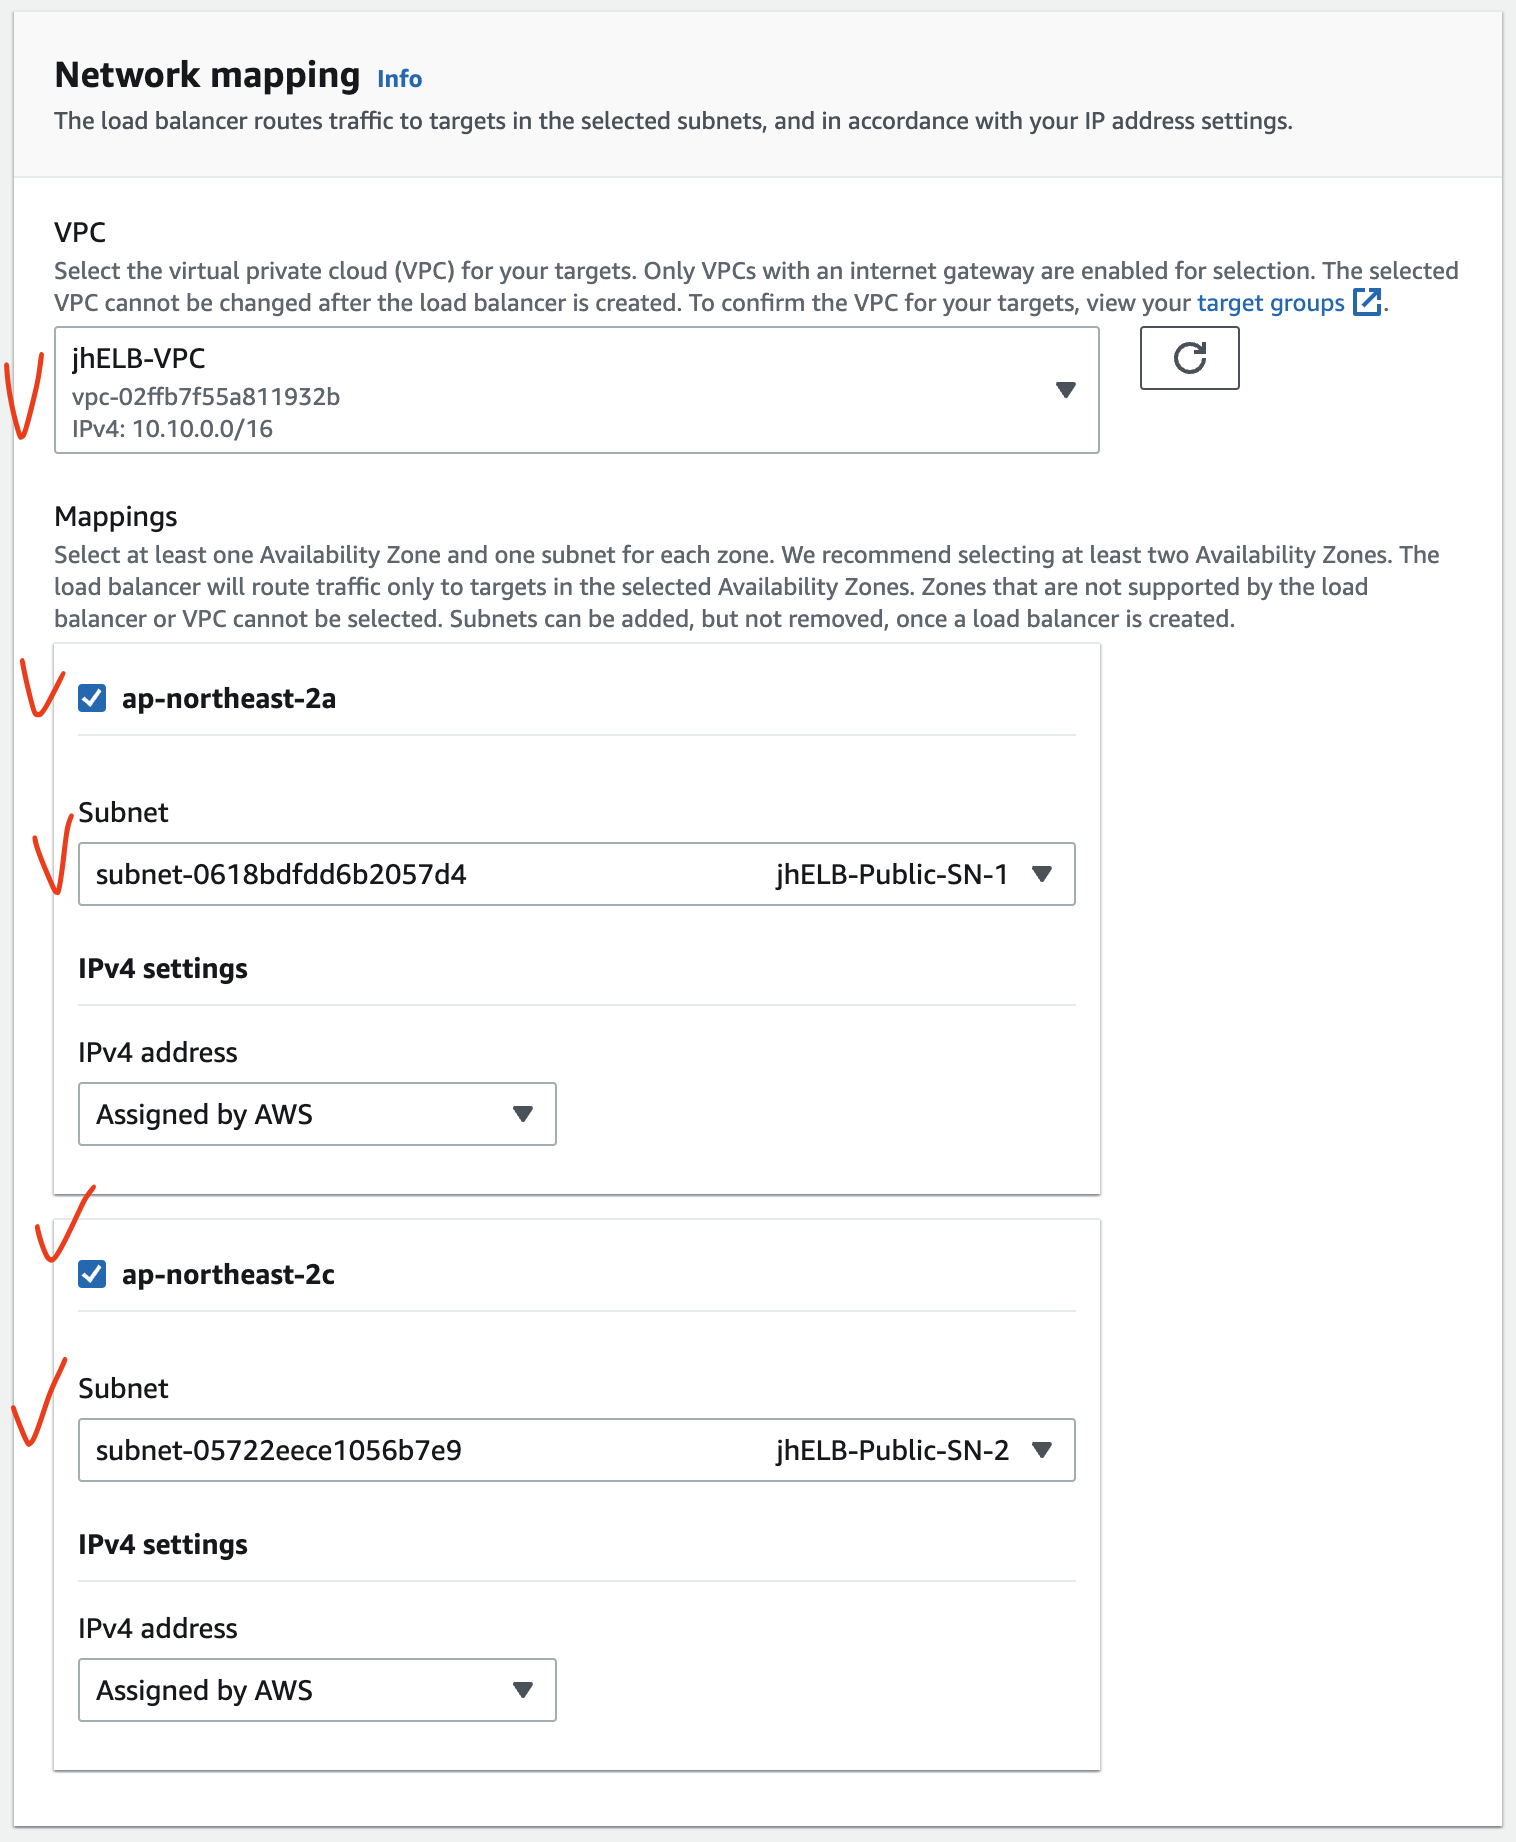 Network mapping Info
The load balancer routes traffic to targets in the selected subnets, and in accordance with your IP address settings.
VPC
Select the virtual private cloud (VPC) for your targets. Only VPCs with an internet gateway are enabled for selection. The selected
VPC cannot be changed after the load balancer is created. To confirm the VPC for your targets, view your target groups.
jhELB-VPC
vpc-02ffb7f55a811932b
IPv4: 10.10.0.0/16
Mappings
Select at least one Availability Zone and one subnet for each zone. We recommend selecting at least two Availability Zones. The
load balancer will route traffic only to targets in the selected Availability Zones. Zones that are not supported by the load
balancer or VPC cannot be selected. Subnets can be added, but not removed, once a load balancer is created.
ap-northeast-2a
Subnet
subnet-0618bdfdd6b2057d4 jhELB-Public-SN-1
IPv4 settings
IPv4 address
Assigned by AWS
ap-northeast-2c
Subnet
subnet-05722eece1056b7e9 jhELB-Public-SN-2
IPv4 settings
IPv4 address
Assigned by AWS